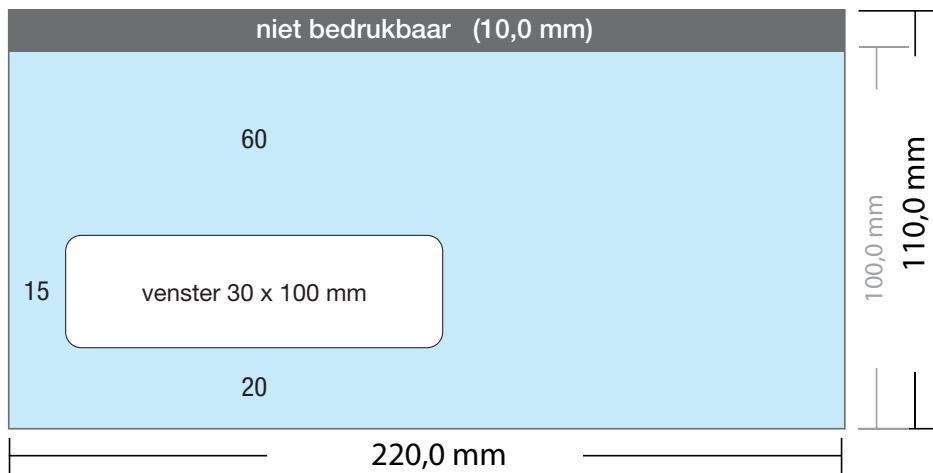 niet bedrukbaar (10,0 mm)
60
15
venster 30 x 100 mm
20
100,0 mm
110,0 mm
220,0 mm